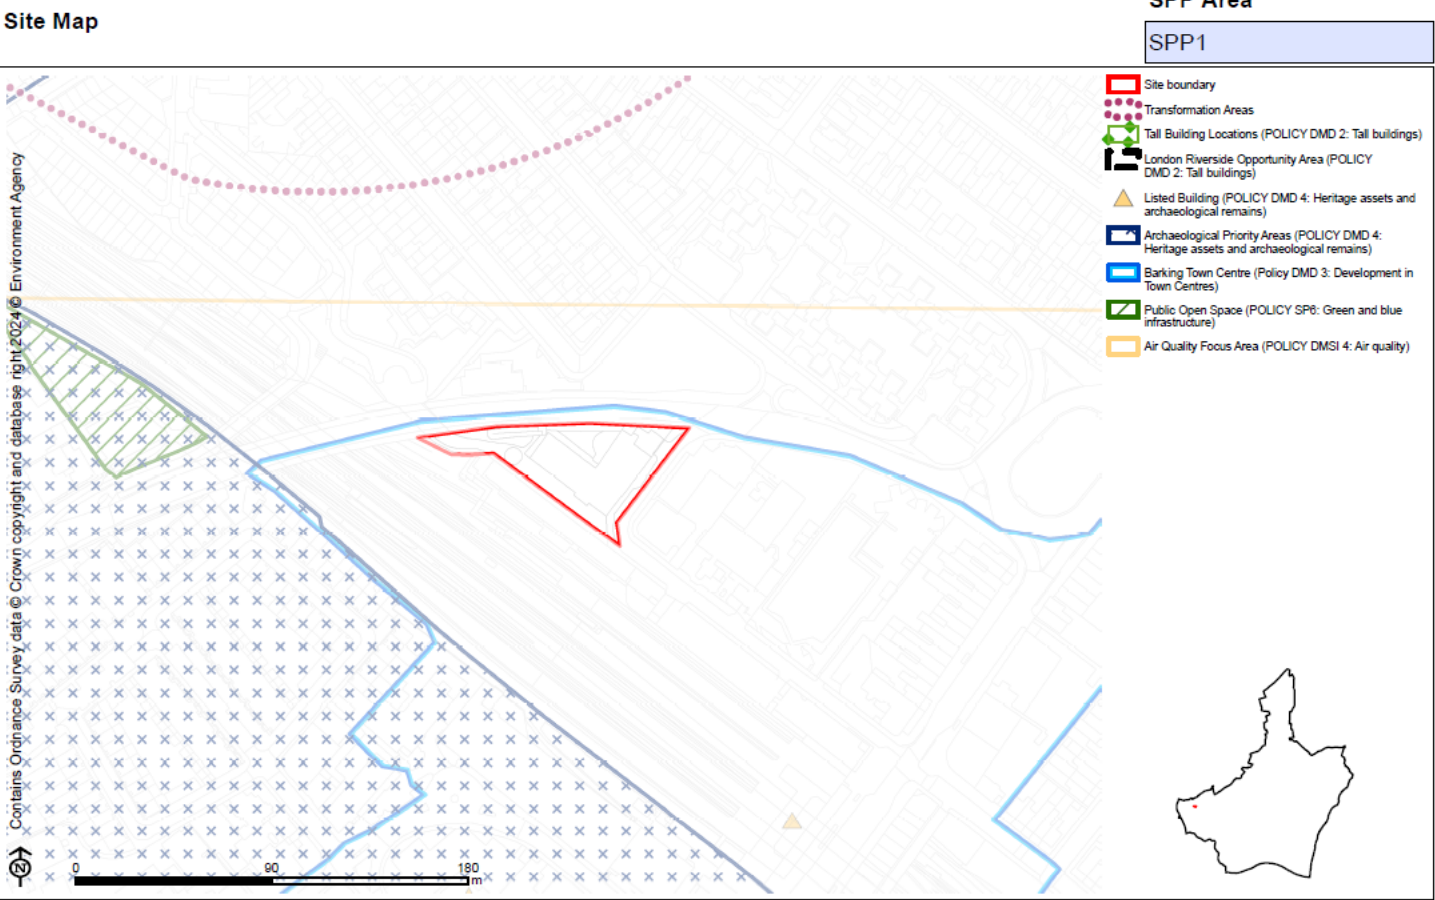 SPP Area
Site Map
SPP1
Site boundary
Transformation Areas
Tall Building Locations (POLICY DMD 2: Tall buildings)
London Riverside Opportunity Area (POLICY
DMD 2: Tall buildings)
Listed Building (POLICY DMD 4: Heritage assets and
archaeological remains)
Archaeological Priority Areas (POLICY DMD 4:
Heritage assets and archaeological remains)
Barking Town Centre (Policy DMD 3: Development in
Town Centres)
Public Open Space (POLICY SP6: Green and blue
infrastructure)
Air Quality Focus Area (POLICY DMSI 4: Air quality)
Contains Ordnance Survey data © Crown copyright and database right 2024 © Environment Agency
N
0 90 180
m